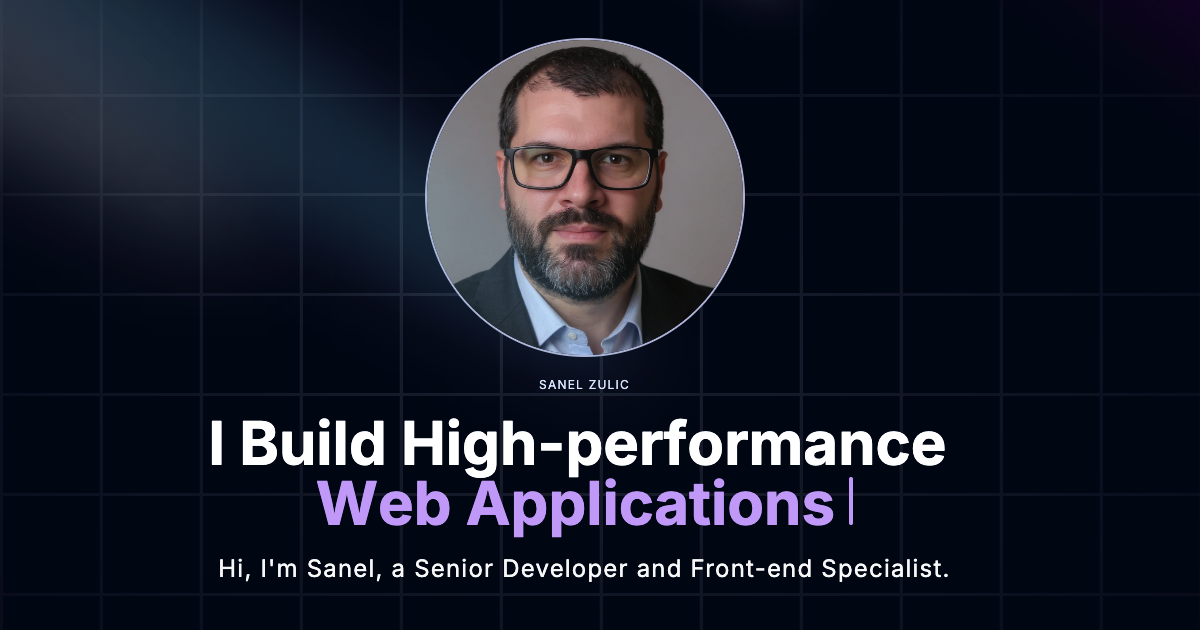 SANEL ZULIC
I Build High-performance
Web Applications
Hi, I'm Sanel, a Senior Developer and Front-end Specialist.